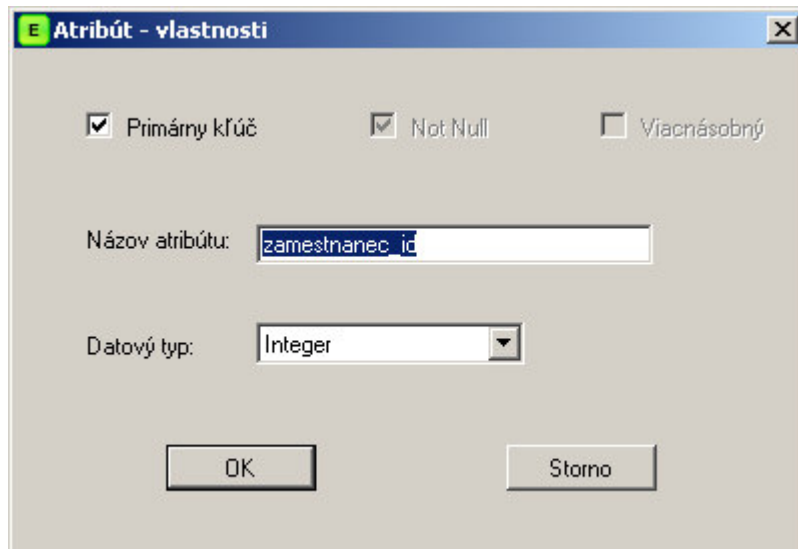 E Atribút - vlastnosti
Primárny kľúč Not Null Viacnásobný
Názov atribútu: zamestnanec_id
Datový typ: Integer
OK Storno